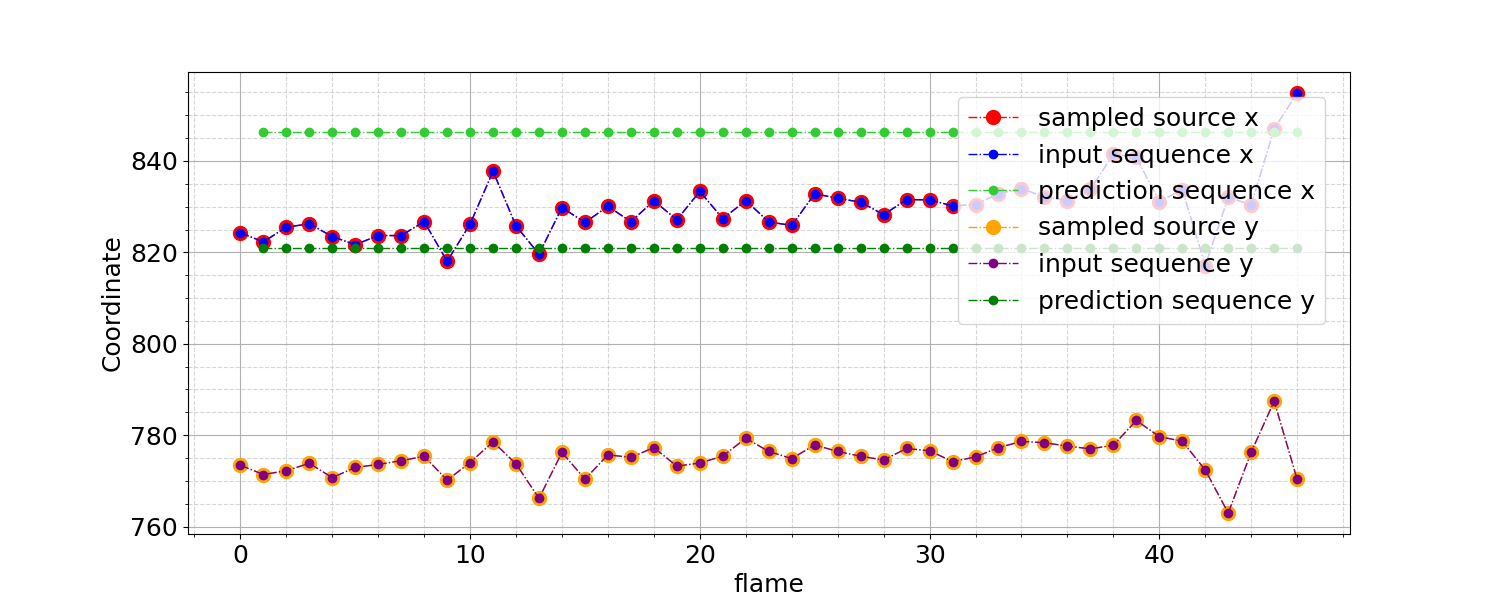 Coordinate
840
820
800
780
760
0 10 20 30 40
flame
sampled source x
input sequence x
prediction sequence x
sampled source y
input sequence y
prediction sequence y